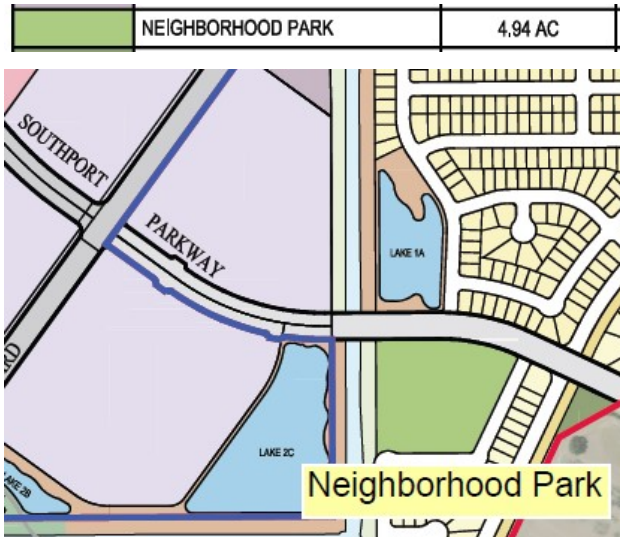 NEIGHBORHOOD PARK 4.94 AC
SOUTHPORT
PARKWAY
LAKE 1A
LAKE 2C
LAKE 2B
Neighborhood Park